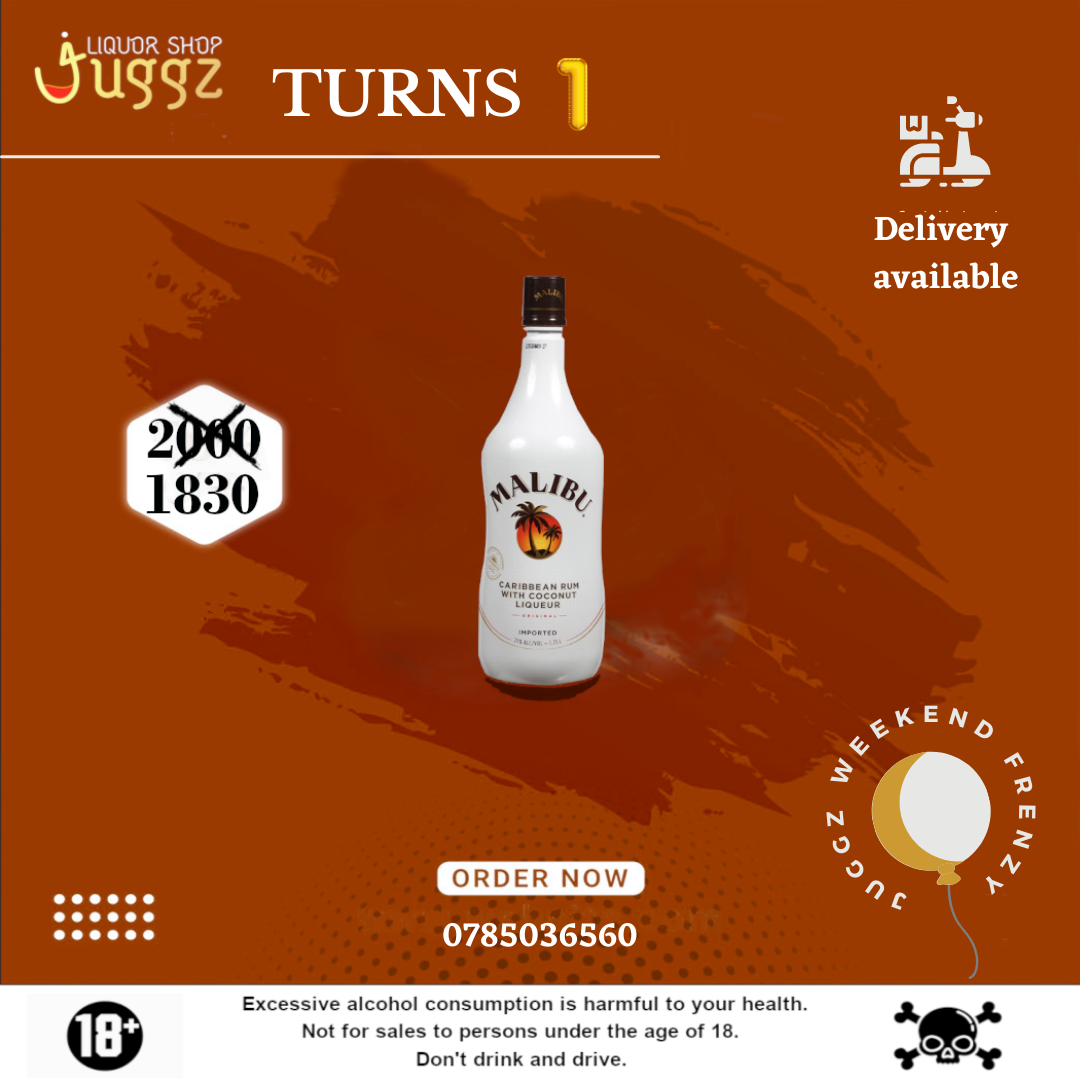 LIQUOR SHOP
Juggz
TURNS 1
Delivery
available
2000
1830
MALIBU
MALIBU
CARIBBEAN RUM
WITH COCONUT
LIQUEUR
ORIGINAL
IMPORTED
JUGGZ WEEKEND FRENZY
ORDER NOW
0785036560
18+
Excessive alcohol consumption is harmful to your health.
Not for sales to persons under the age of 18.
Don't drink and drive.